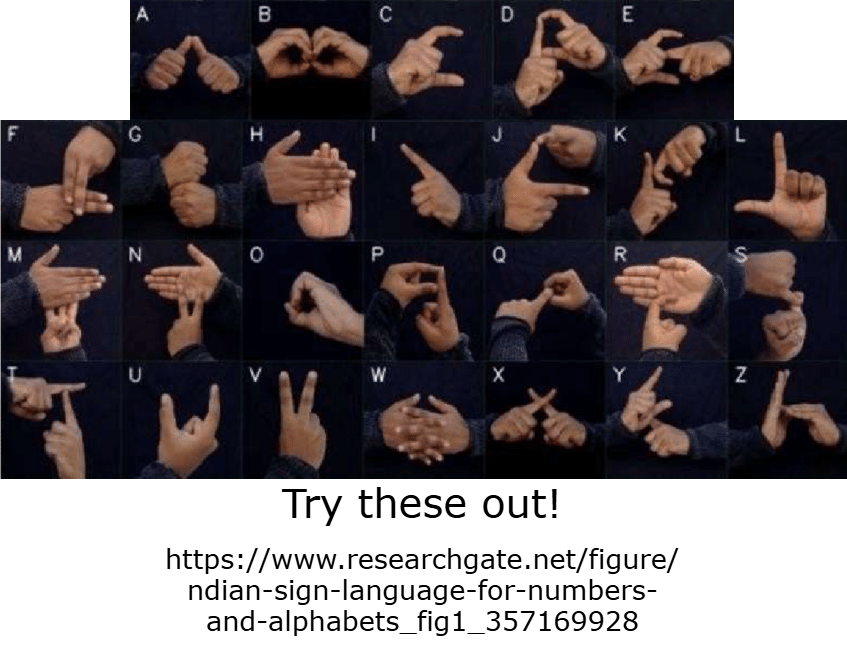 A B C D E
F G H I J K L
M N O P Q R S
T U V W X Y Z
Try these out!
https://www.researchgate.net/figure/
ndian-sign-language-for-numbers-
and-alphabets_fig1_357169928